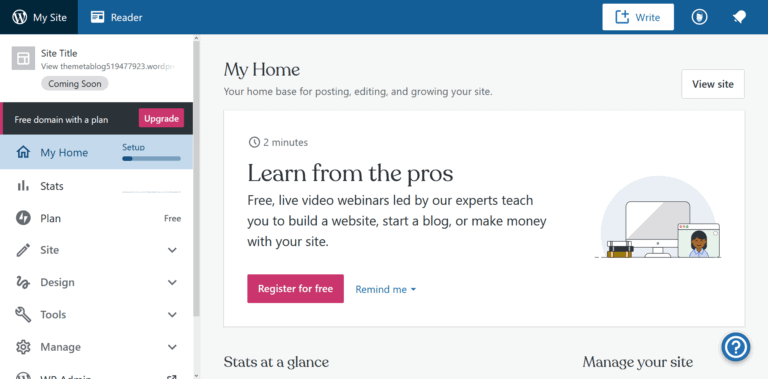 My Site
Reader
Write
Site Title
View themetablog519477923.wordpr
Coming Soon
Free domain with a plan
Upgrade
My Home
Setup
Stats
Plan
Free
Site
Design
Tools
Manage
WP Admin
My Home
Your home base for posting, editing, and growing your site.
View site
2 minutes
Learn from the pros
Free, live video webinars led by our experts teach
you to build a website, start a blog, or make money
with your site.
Register for free
Remind me
Stats at a glance
Manage your site